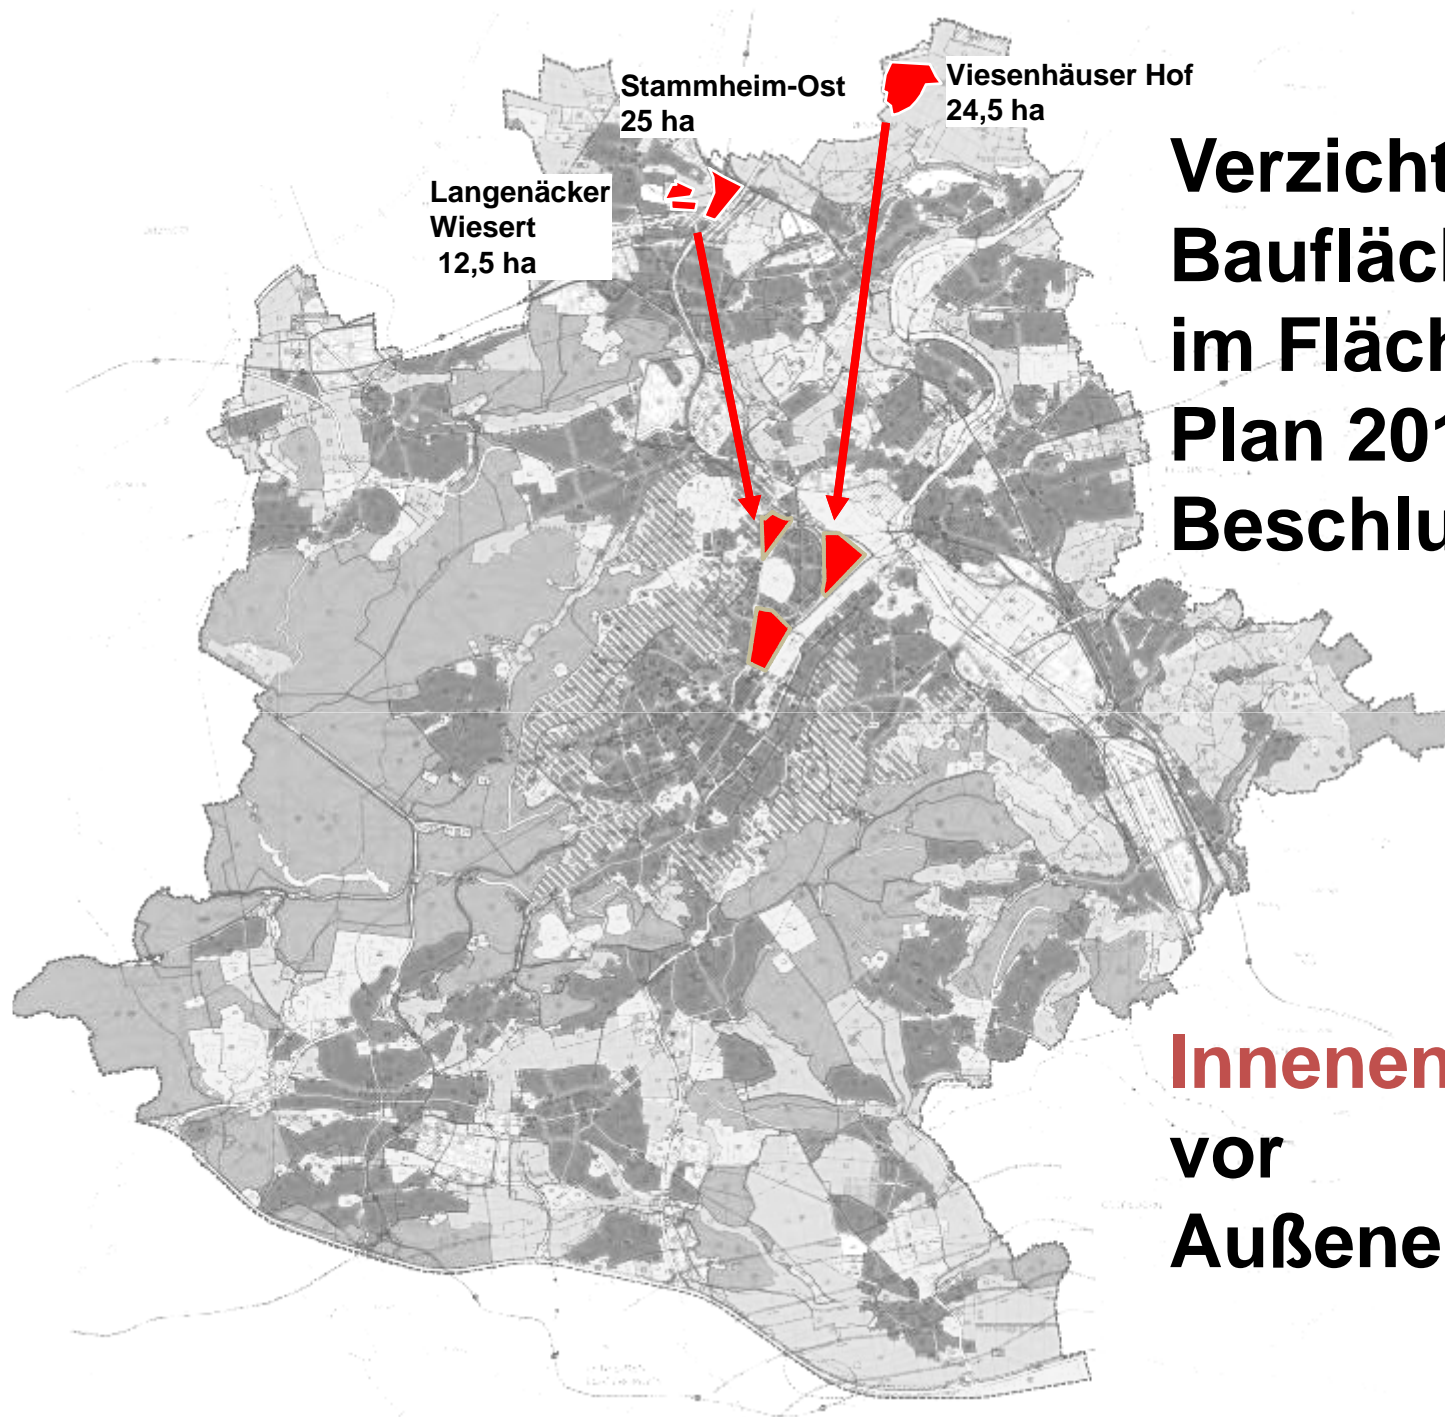 Stammheim-Ost
25 ha
Viesenhäuser Hof
24,5 ha
Langenäcker
Wiesert
12,5 ha
Verzicht
Baufläch
im Fläch
Plan 201
Beschlu
Innenen
vor
Außene